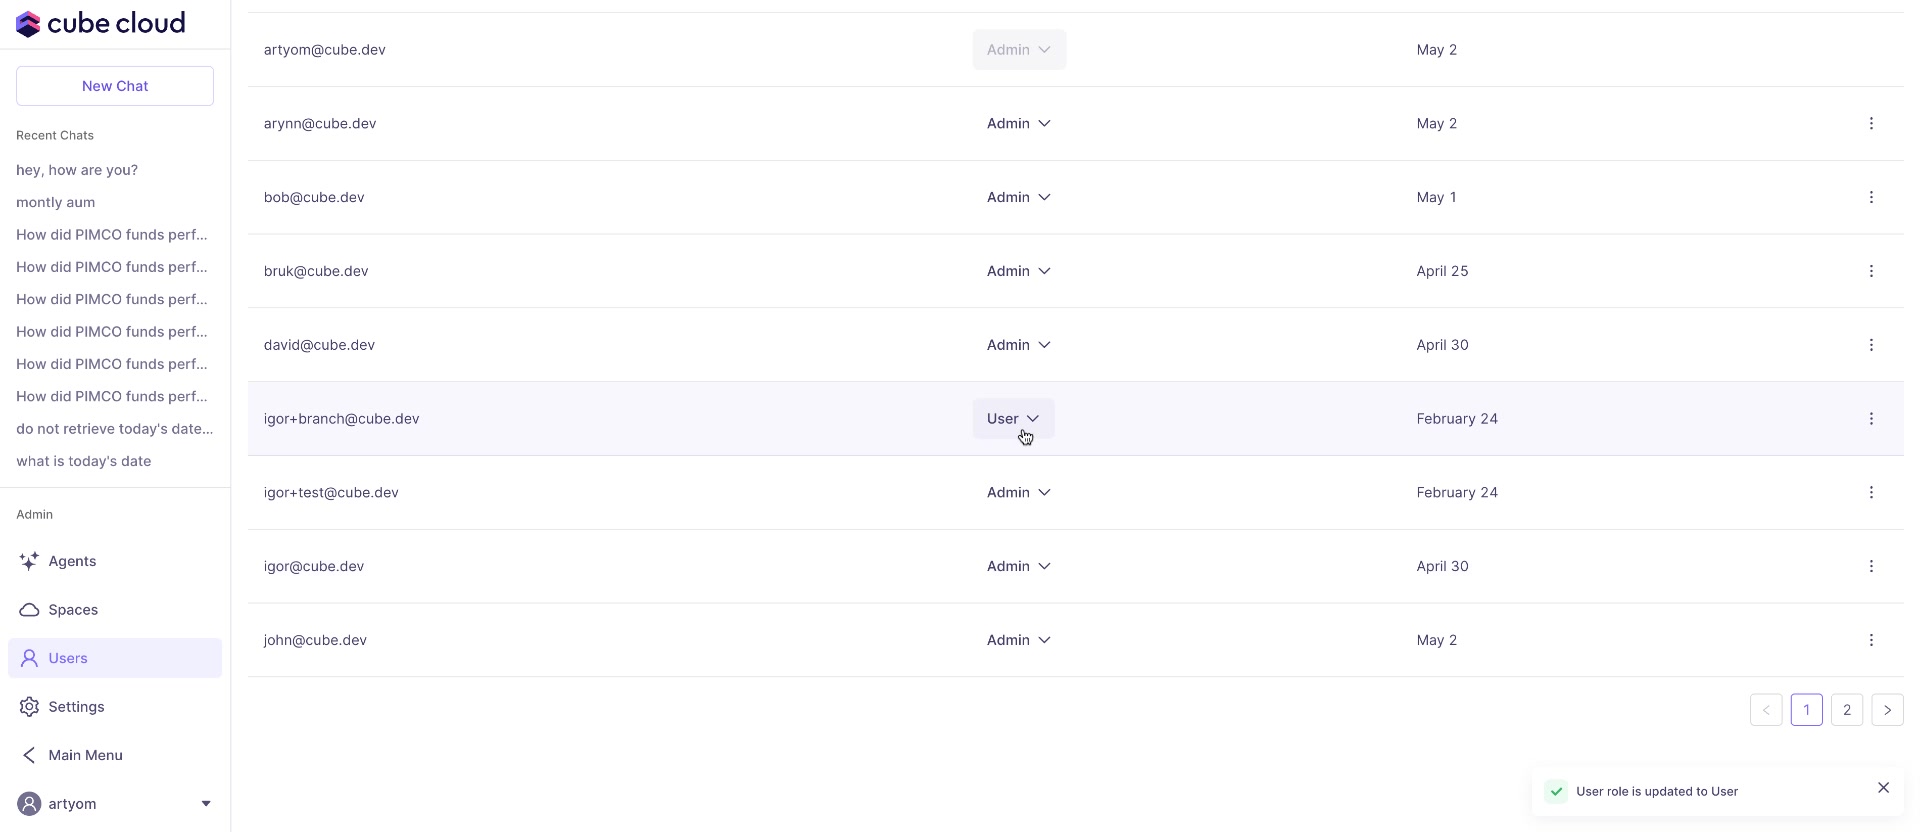 cube cloud
New Chat
Recent Chats
hey, how are you?
montly aum
How did PIMCO funds perf...
How did PIMCO funds perf...
How did PIMCO funds perf...
How did PIMCO funds perf...
How did PIMCO funds perf...
How did PIMCO funds perf...
do not retrieve today's date...
what is today's date
Admin
Agents
Spaces
Users
Settings
Main Menu
artyom
artyom@cube.dev Admin May 2
arynn@cube.dev Admin May 2
bob@cube.dev Admin May 1
bruk@cube.dev Admin April 25
david@cube.dev Admin April 30
igor+branch@cube.dev User February 24
igor+test@cube.dev Admin February 24
igor@cube.dev Admin April 30
john@cube.dev Admin May 2
1 2
User role is updated to User